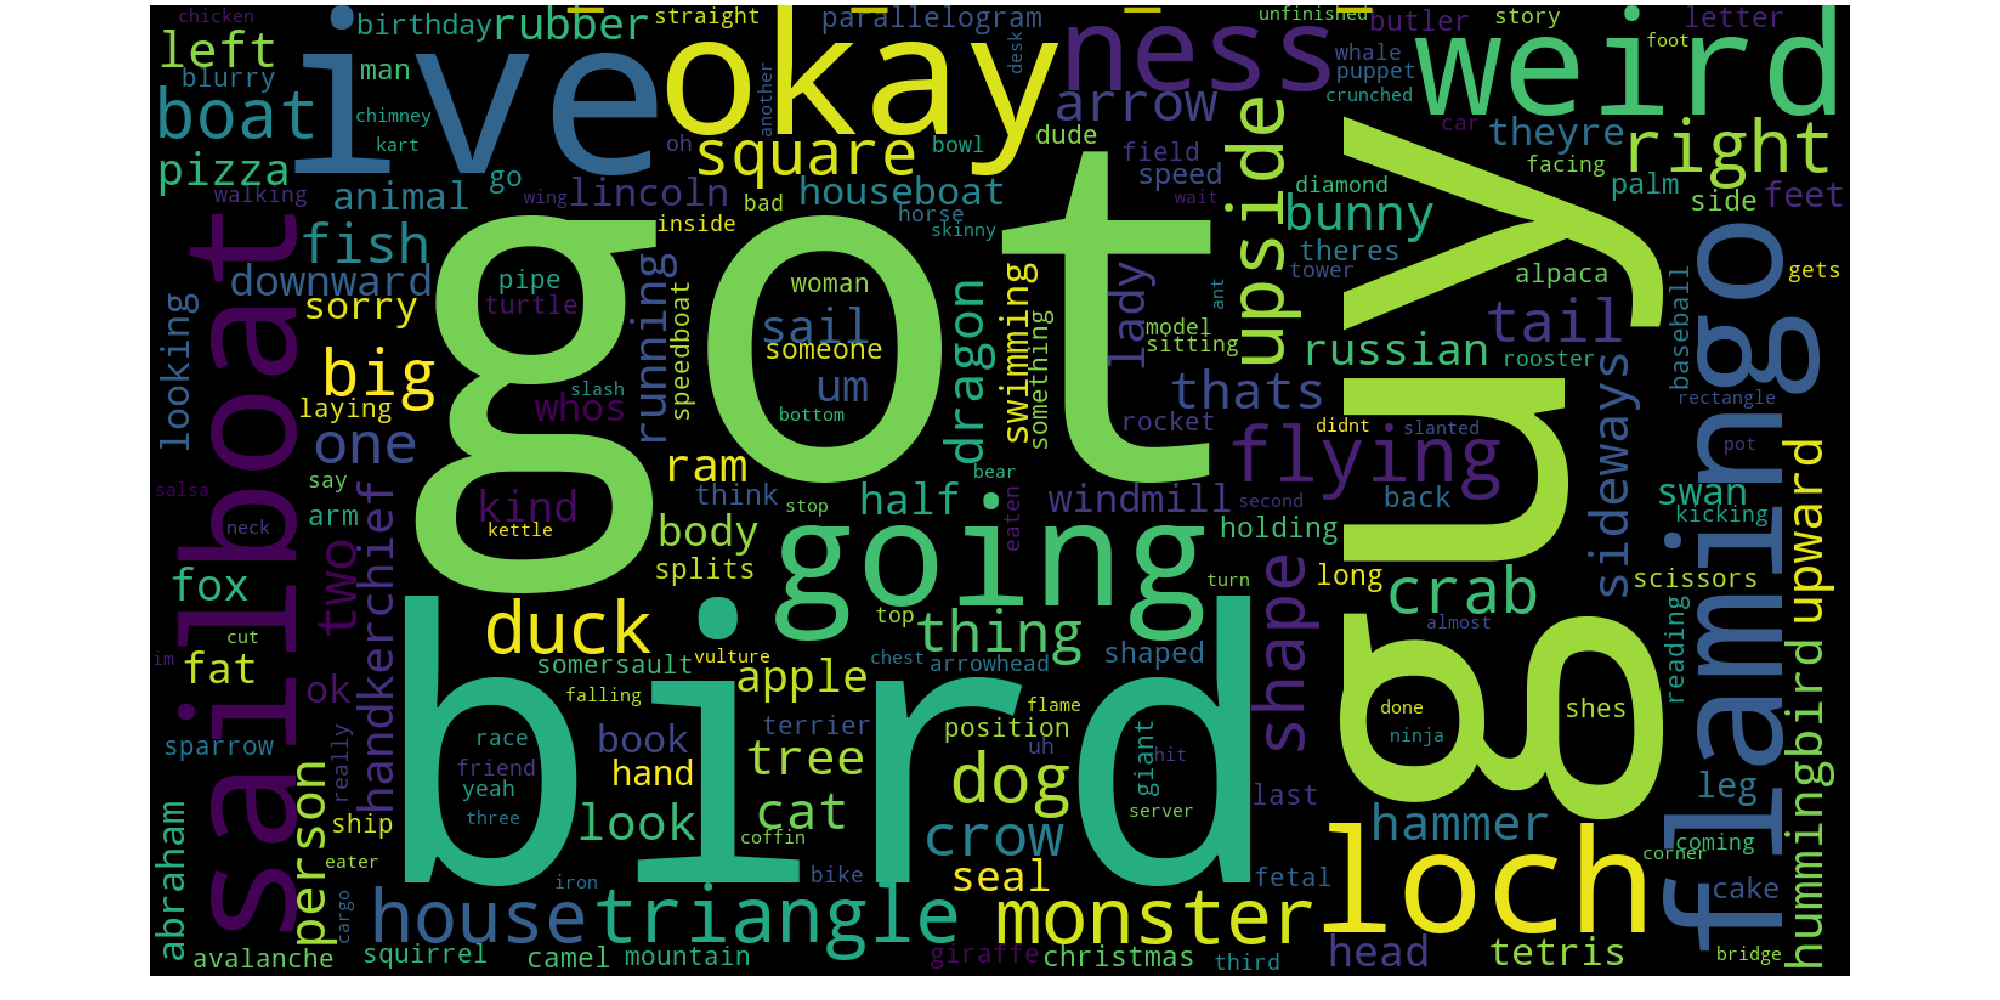 chicken
birthday
rubber
straight
parallelogram
unfinished
butler
story
letter
left
ive
okay
ness
weird
foot
blurry
man
desk
whale
puppet
boat
chimney
another
arrow
crunched
car
theyre
right
kart
oh
square
bowl
dude
field
upside
facing
pizza
walking
animal
go
wing
lincoln
houseboat
bad
speed
wait
diamond
bunny
palm
side
feet
inside
horse
skinny
fish
got
guy
theres
downward
pipe
woman
tower
alpaca
gets
sailboat
looking
sorry
turtle
running
speedboat
sail
someone
dragon
swimming
something
lady
ant
model
sitting
russian
tail
rooster
baseball
flamingo
big
slash
um
thats
sideways
rectangle
laying
whos
bottom
rocket
didnt
slanted
one
flying
pot
ram
bear
say
salsa
handkerchief
kind
think
stop
half
eaten
windmill
second
back
swan
upward
arm
neck
kettle
body
holding
kicking
going
fox
two
splits
turn
shape
long
crab
scissors
duck
top
thing
almost
reading
hummingbird
cut
im
fat
somersault
vulture
chest
arrowhead
shaped
ok
bird
falling
apple
flame
done
shes
sparrow
really
race
book
terrier
position
uh
giant
hit
ninja
person
friend
hand
tree
dog
leg
yeah
last
ship
three
look
cat
server
hammer
abraham
coffin
crow
loch
coming
eater
corner
cargo
iron
bike
seal
fetal
cake
house
triangle
monster
avalanche
squirrel
camel
mountain
giraffe
christmas
third
head
tetris
bridge